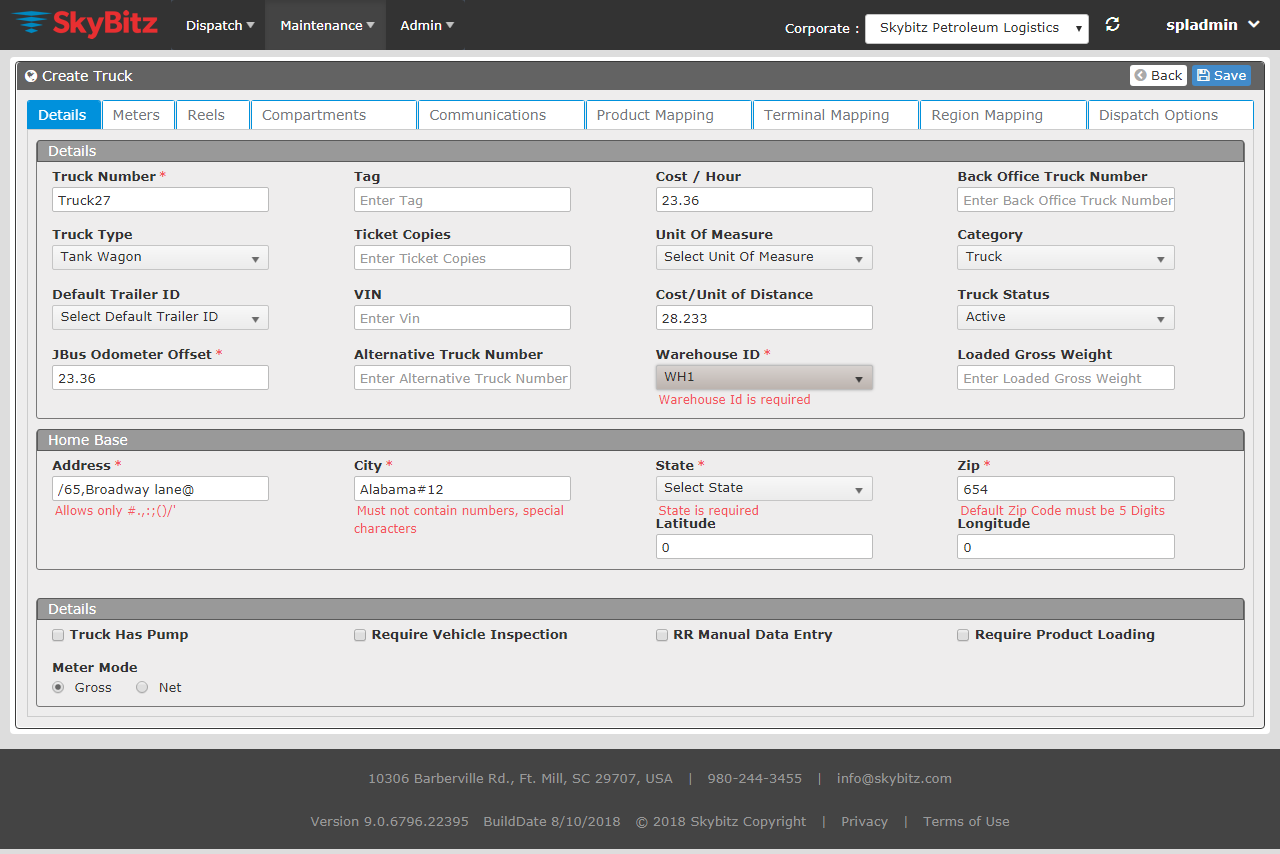 SkyBitz Dispatch Maintenance Admin Corporate : Skybitz Petroleum Logistics spladmin
Create Truck Back Save
Details Meters Reels Compartments Communications Product Mapping Terminal Mapping Region Mapping Dispatch Options
Details
Truck Number * Tag Cost / Hour Back Office Truck Number
Truck27 Enter Tag 23.36 Enter Back Office Truck Number
Truck Type Ticket Copies Unit Of Measure Category
Tank Wagon Enter Ticket Copies Select Unit Of Measure Truck
Default Trailer ID VIN Cost/Unit of Distance Truck Status
Select Default Trailer ID Enter Vin 28.233 Active
JBus Odometer Offset * Alternative Truck Number Warehouse ID * Loaded Gross Weight
23.36 Enter Alternative Truck Number WH1 Enter Loaded Gross Weight
Warehouse Id is required
Home Base
Address * City * State * Zip *
/65,Broadway lane@ Alabama#12 Select State 654
Allows only #.,:;()/' Must not contain numbers, special State is required Default Zip Code must be 5 Digits
characters Latitude Longitude
0 0
Details
Truck Has Pump Require Vehicle Inspection RR Manual Data Entry Require Product Loading
Meter Mode
Gross Net
10306 Barberville Rd., Ft. Mill, SC 29707, USA | 980-244-3455 | info@skybitz.com
Version 9.0.6796.22395 BuildDate 8/10/2018 © 2018 Skybitz Copyright | Privacy | Terms of Use